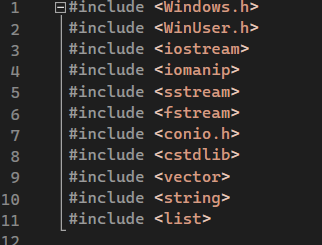 1 #include <Windows.h>
2 #include <WinUser.h>
3 #include <iostream>
4 #include <iomanip>
5 #include <sstream>
6 #include <fstream>
7 #include <conio.h>
8 #include <cstdlib>
9 #include <vector>
10 #include <string>
11 #include <list>
12